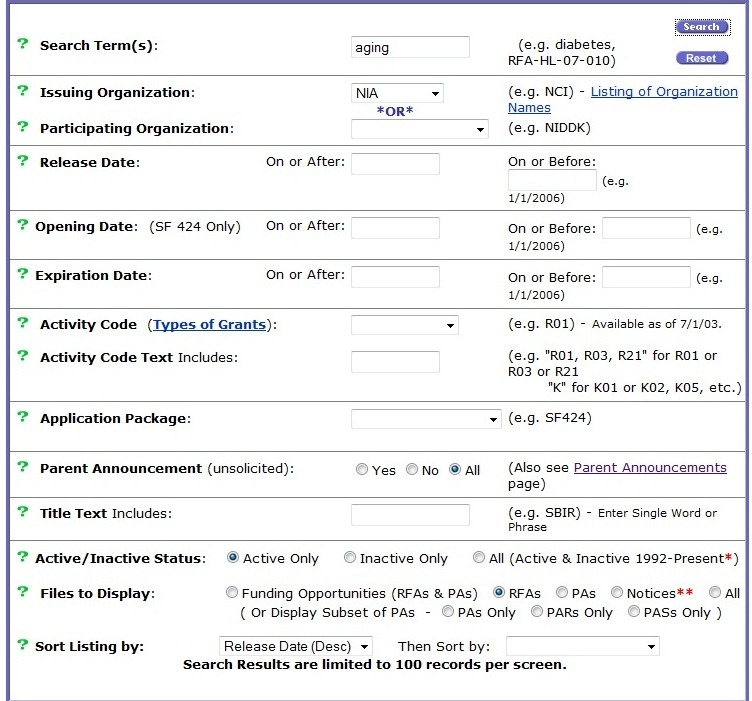 Search
? Search Term(s): aging (e.g. diabetes,
RFA-HL-07-010)
Reset
? Issuing Organization: NIA (e.g. NCI) - Listing of Organization
Names
*OR*
? Participating Organization: (e.g. NIDDK)
? Release Date: On or After: On or Before:
(e.g.
1/1/2006)
? Opening Date: (SF 424 Only) On or After: On or Before: (e.g.
1/1/2006)
? Expiration Date: On or After: On or Before: (e.g.
1/1/2006)
? Activity Code (Types of Grants): (e.g. R01) - Available as of 7/1/03.
? Activity Code Text Includes: (e.g. "R01, R03, R21" for R01 or
R03 or R21
"K" for K01 or K02, K05, etc.)
? Application Package: (e.g. SF424)
? Parent Announcement (unsolicited): Yes No All (Also see Parent Announcements
page)
? Title Text Includes: (e.g. SBIR) - Enter Single Word or
Phrase
? Active/Inactive Status: Active Only Inactive Only All (Active & Inactive 1992-Present*)
? Files to Display: Funding Opportunities (RFAs & PAs) RFAs PAs Notices** All
( Or Display Subset of PAs - PAs Only PARs Only PASs Only )
? Sort Listing by: Release Date (Desc) Then Sort by:
Search Results are limited to 100 records per screen.